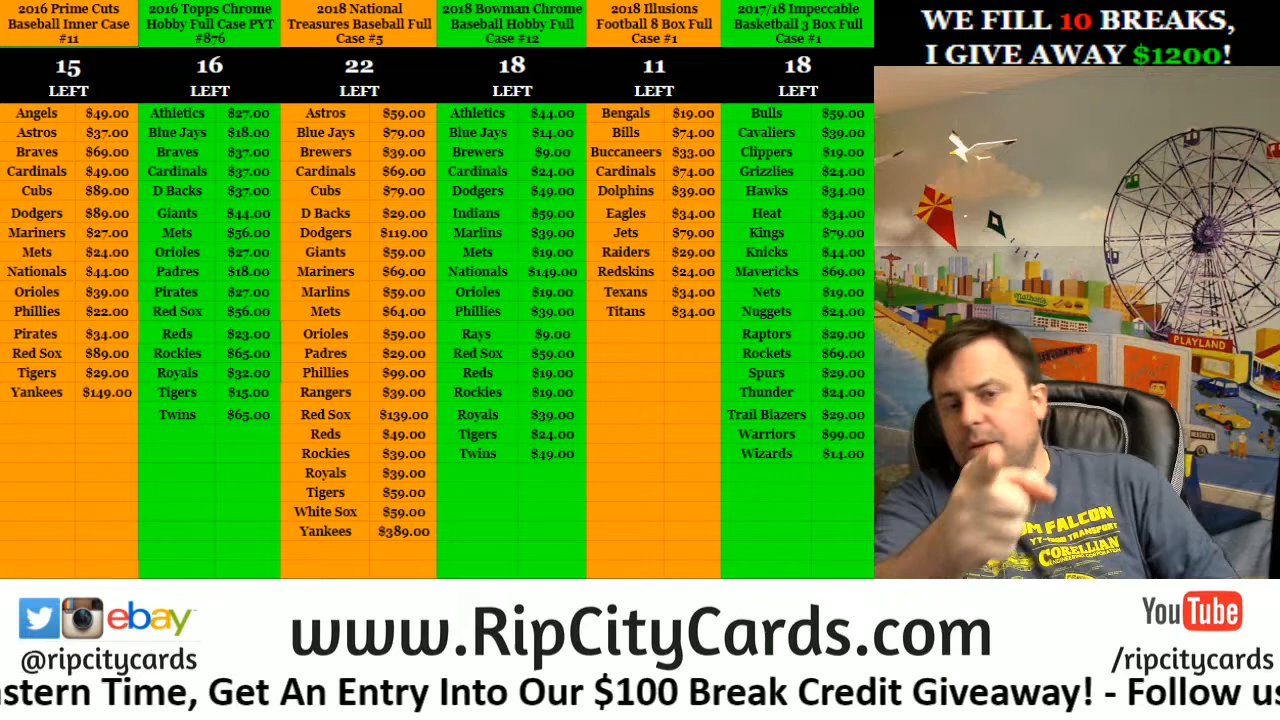 2016 Prime Cuts
Baseball Inner Case
#11
15
LEFT
Angels $49.00
Astros $37.00
Braves $69.00
Cardinals $49.00
Cubs $89.00
Dodgers $89.00
Mariners $27.00
Mets $24.00
Nationals $44.00
Orioles $39.00
Phillies $22.00
Pirates $34.00
Red Sox $89.00
Tigers $29.00
Yankees $149.00
2016 Topps Chrome
Hobby Full Case PYT
#876
16
LEFT
Athletics $27.00
Blue Jays $18.00
Braves $37.00
Cardinals $37.00
D Backs $37.00
Giants $44.00
Mets $56.00
Orioles $27.00
Padres $18.00
Pirates $27.00
Red Sox $56.00
Reds $23.00
Rockies $65.00
Royals $32.00
Tigers $15.00
Twins $65.00
2018 National
Treasures Baseball Full
Case #5
22
LEFT
Astros $59.00
Blue Jays $79.00
Brewers $39.00
Cardinals $69.00
Cubs $79.00
D Backs $29.00
Dodgers $119.00
Giants $59.00
Mariners $69.00
Marlins $59.00
Mets $64.00
Orioles $59.00
Padres $29.00
Phillies $99.00
Rangers $39.00
Red Sox $139.00
Reds $49.00
Rockies $39.00
Royals $39.00
Tigers $59.00
White Sox $59.00
Yankees $389.00
2018 Bowman Chrome
Baseball Hobby Full
Case #12
18
LEFT
Athletics $44.00
Blue Jays $14.00
Brewers $9.00
Cardinals $24.00
Dodgers $49.00
Indians $59.00
Marlins $39.00
Mets $19.00
Nationals $149.00
Orioles $19.00
Phillies $39.00
Rays $9.00
Red Sox $59.00
Reds $19.00
Rockies $19.00
Royals $39.00
Tigers $24.00
Twins $49.00
2018 Illusions
Football 8 Box Full
Case #1
11
LEFT
Bengals $19.00
Bills $74.00
Buccaneers $33.00
Cardinals $74.00
Dolphins $39.00
Eagles $34.00
Jets $79.00
Raiders $29.00
Redskins $24.00
Texans $34.00
Titans $34.00
2017/18 Impeccable
Basketball 3 Box Full
Case #1
18
LEFT
Bulls $59.00
Cavaliers $39.00
Clippers $19.00
Grizzlies $24.00
Hawks $34.00
Heat $34.00
Kings $79.00
Knicks $44.00
Mavericks $69.00
Nets $19.00
Nuggets $24.00
Raptors $29.00
Rockets $69.00
Spurs $29.00
Thunder $24.00
Trail Blazers $29.00
Warriors $99.00
Wizards $14.00
WE FILL 10 BREAKS,
I GIVE AWAY $1200!
PLAYLAND
FALCON
YT-1300 TRANSPORT
CORELLIAN
ENGINEERING CORPORATION
ebay
@ripcitycards
www.RipCityCards.com
YouTube
/ripcitycards
astern Time, Get An Entry Into Our $100 Break Credit Giveaway! - Follow us